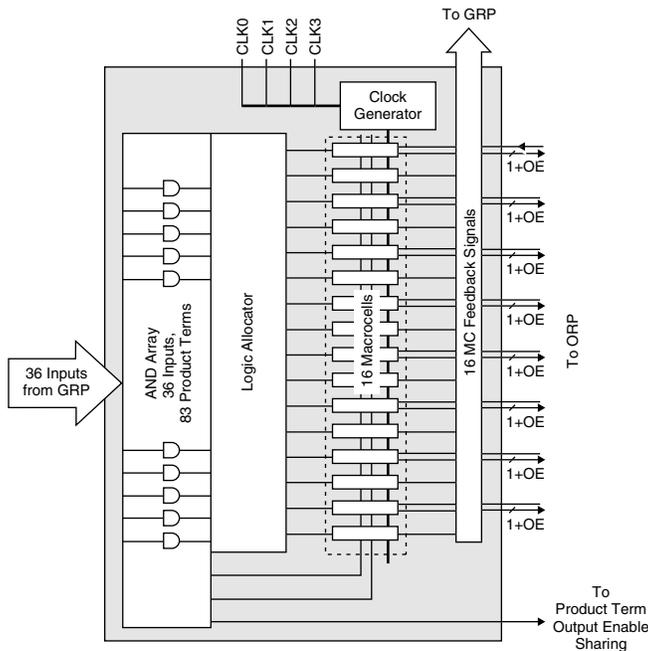 To GRP
CLK0
CLK1
CLK2
CLK3
Clock
Generator
36 Inputs
from GRP
AND Array
36 Inputs,
83 Product Terms
Logic Allocator
16 Macrocells
16 MC Feedback Signals
1+OE
1+OE
1+OE
1+OE
1+OE
1+OE
1+OE
1+OE
To ORP
To
Product Term
Output Enable
Sharing